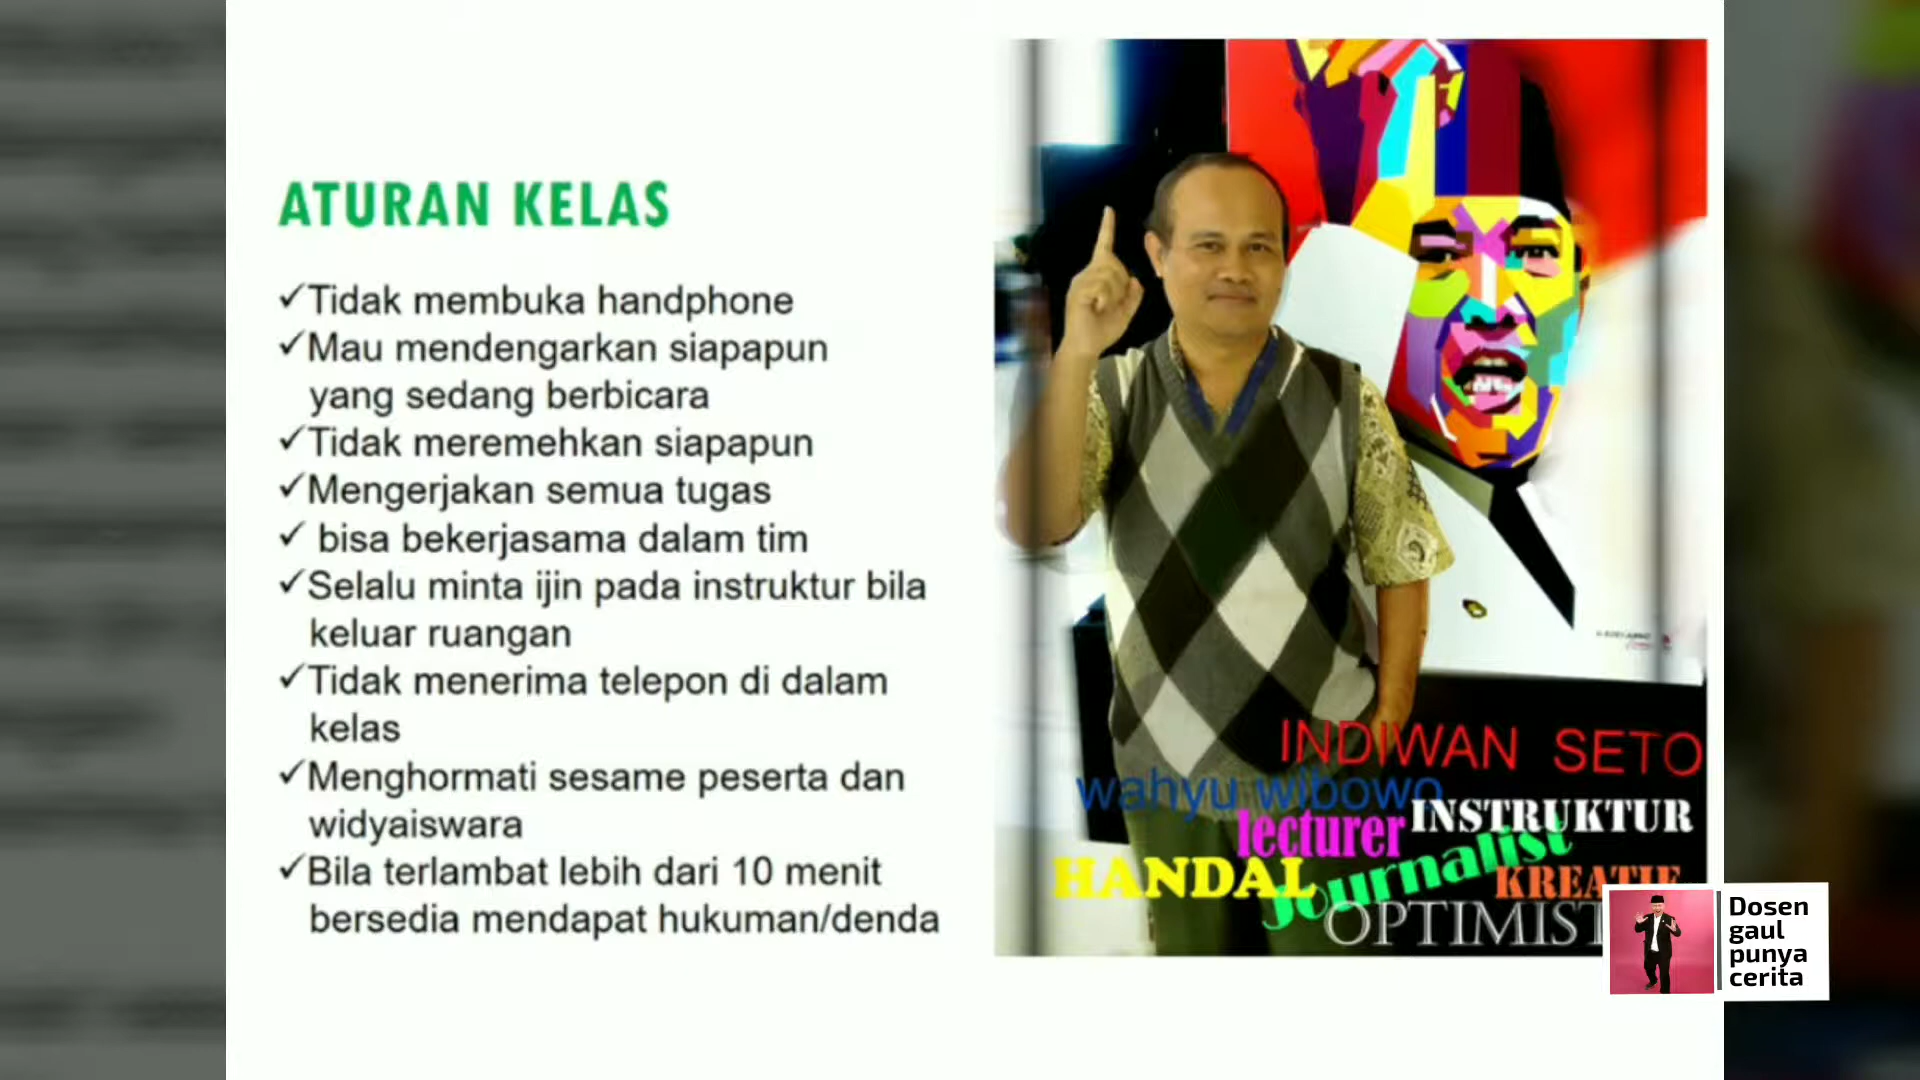 ATURAN KELAS
✓Tidak membuka handphone
✓Mau mendengarkan siapapun
yang sedang berbicara
✓Tidak meremehkan siapapun
✓Mengerjakan semua tugas
✓ bisa bekerjasama dalam tim
✓Selalu minta ijin pada instruktur bila
keluar ruangan
✓Tidak menerima telepon di dalam
kelas
✓Menghormati sesame peserta dan
widyaiswara
✓Bila terlambat lebih dari 10 menit
bersedia mendapat hukuman/denda
INDIWAN SETO
wahyu wibowo
lecturer
INSTRUKTUR
HANDAL
Journalist
KREATIF
OPTIMIST
Dosen
gaul
punya
cerita